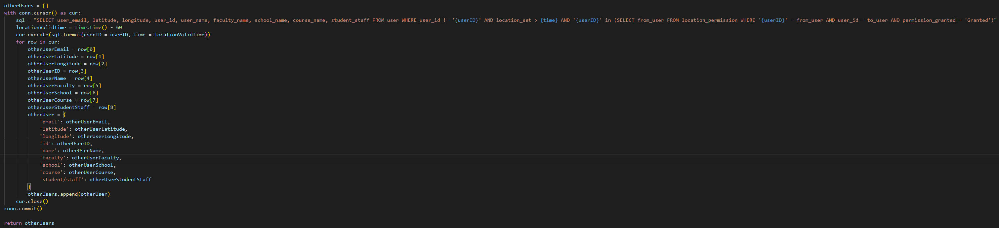 otherUsers = []
with conn.cursor() as cur:
    sql = "SELECT user_email, latitude, longitude, user_id, user_name, faculty_name, school_name, course_name, student_staff FROM user WHERE user_id != '{userID}' AND location_set > {time} AND '{userID}' in (SELECT from_user FROM location_permission WHERE '{userID}' = from_user AND user_id = to_user AND permission_granted = 'Granted')"
    locationValidTime = time.time() - 60
    cur.execute(sql.format(userID = userID, time = locationValidTime))
    for row in cur:
        otherUserEmail = row[0]
        otherUserLatitude = row[1]
        otherUserLongitude = row[2]
        otherUserID = row[3]
        otherUserName = row[4]
        otherUserFaculty = row[5]
        otherUserSchool = row[6]
        otherUserCourse = row[7]
        otherUserStudentStaff = row[8]
        otherUser = {
            'email': otherUserEmail,
            'latitude': otherUserLatitude,
            'longitude': otherUserLongitude,
            'id': otherUserID,
            'name': otherUserName,
            'faculty': otherUserFaculty,
            'school': otherUserSchool,
            'course': otherUserCourse,
            'student/staff': otherUserStudentStaff
        }
        otherUsers.append(otherUser)
    cur.close()
conn.commit()

return otherUsers